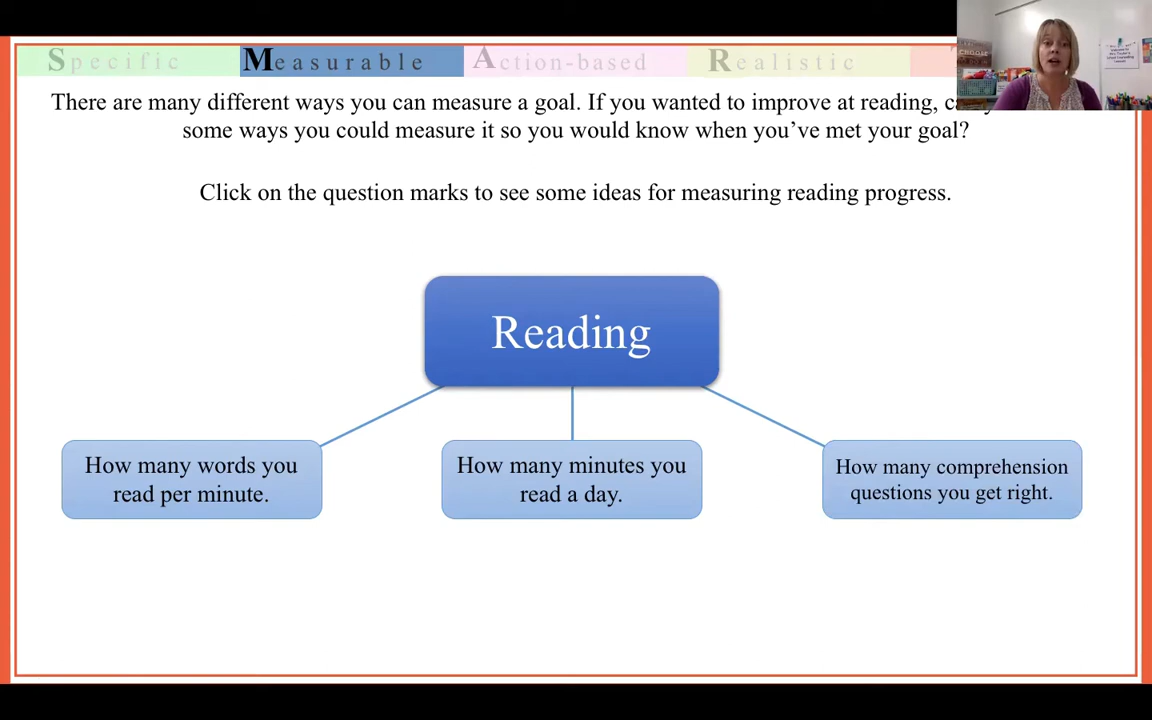 Specific Measurable Action-based Realistic
There are many different ways you can measure a goal. If you wanted to improve at reading,
some ways you could measure it so you would know when you’ve met your goal?
Click on the question marks to see some ideas for measuring reading progress.
Reading
How many words you
read per minute.
How many minutes you
read a day.
How many comprehension
questions you get right.